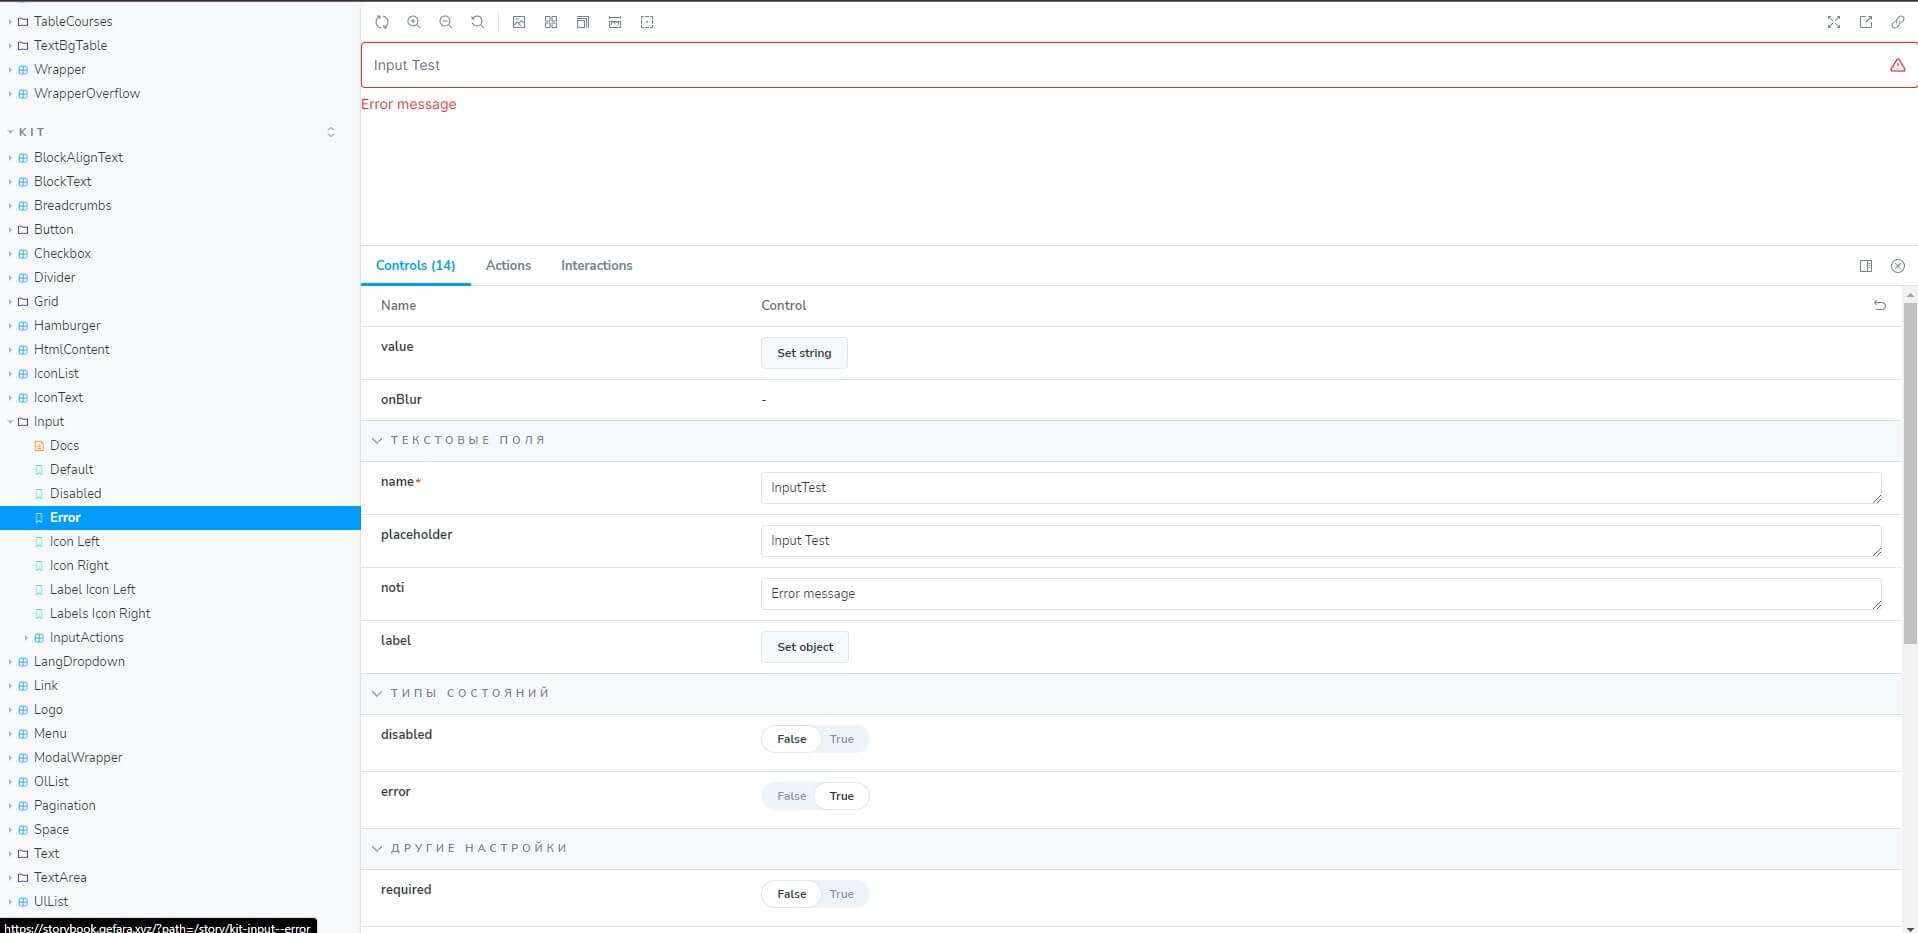 TableCourses
TextBgTable
Wrapper
WrapperOverflow
KIT
BlockAlignText
BlockText
Breadcrumbs
Button
Checkbox
Divider
Grid
Hamburger
HtmlContent
IconList
IconText
Input
Docs
Default
Disabled
Error
Icon Left
Icon Right
Label Icon Left
Labels Icon Right
InputActions
LangDropdown
Link
Logo
Menu
ModalWrapper
OlList
Pagination
Space
Text
TextArea
UlList
https://storybook.gefara.xyz/?path=/story/kit-input--error
Input Test
Error message
Controls (14) Actions Interactions
Name Control
value Set string
onBlur -
ТЕКСТОВЫЕ ПОЛЯ
name* InputTest
placeholder Input Test
noti Error message
label Set object
ТИПЫ СОСТОЯНИЙ
disabled False True
error False True
ДРУГИЕ НАСТРОЙКИ
required False True